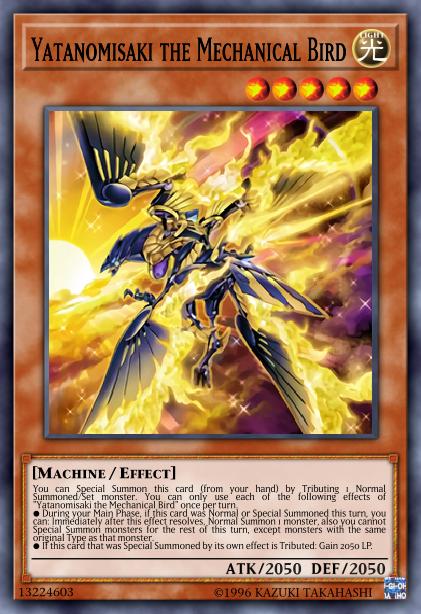 Yatanomisaki the Mechanical Bird
LIGHT
光
[Machine / Effect]
You can Special Summon this card (from your hand) by Tributing 1 Normal
Summoned/Set monster. You can only use each of the following effects of
"Yatanomisaki the Mechanical Bird" once per turn.
● During your Main Phase, if this card was Normal or Special Summoned this turn, you
can: Immediately after this effect resolves, Normal Summon 1 monster, also you cannot
Special Summon monsters for the rest of this turn, except monsters with the same
original Type as that monster.
● If this card that was Special Summoned by its own effect is Tributed: Gain 2050 LP.
ATK/2050 DEF/2050
13224603
©1996 KAZUKI TAKAHASHI